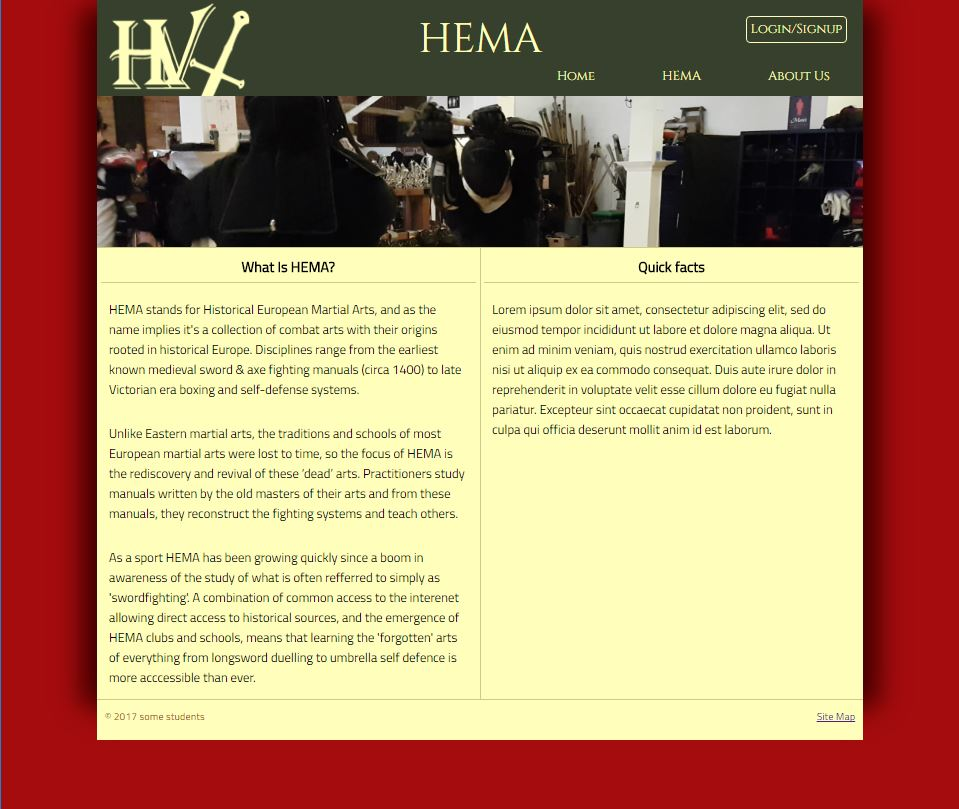 HV
HEMA
Login/Signup
Home HEMA About Us
What Is HEMA?
HEMA stands for Historical European Martial Arts, and as the
name implies it's a collection of combat arts with their origins
rooted in historical Europe. Disciplines range from the earliest
known medieval sword & axe fighting manuals (circa 1400) to late
Victorian era boxing and self-defense systems.
Unlike Eastern martial arts, the traditions and schools of most
European martial arts were lost to time, so the focus of HEMA is
the rediscovery and revival of these ‘dead’ arts. Practitioners study
manuals written by the old masters of their arts and from these
manuals, they reconstruct the fighting systems and teach others.
As a sport HEMA has been growing quickly since a boom in
awareness of the study of what is often refferred to simply as
'swordfighting'. A combination of common access to the interenet
allowing direct access to historical sources, and the emergence of
HEMA clubs and schools, means that learning the 'forgotten' arts
of everything from longsword duelling to umbrella self defence is
more acccessible than ever.
Quick facts
Lorem ipsum dolor sit amet, consectetur adipiscing elit, sed do
eiusmod tempor incididunt ut labore et dolore magna aliqua. Ut
enim ad minim veniam, quis nostrud exercitation ullamco laboris
nisi ut aliquip ex ea commodo consequat. Duis aute irure dolor in
reprehenderit in voluptate velit esse cillum dolore eu fugiat nulla
pariatur. Excepteur sint occaecat cupidatat non proident, sunt in
culpa qui officia deserunt mollit anim id est laborum.
© 2017 some students
Site Map